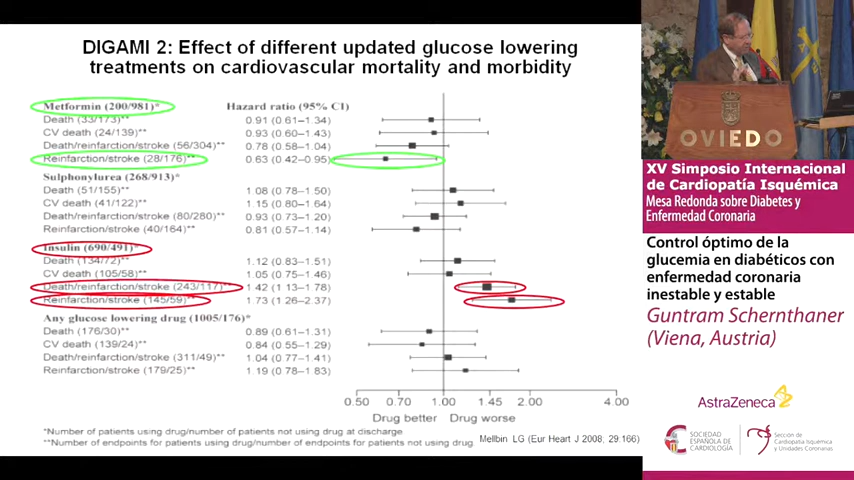 DIGAMI 2: Effect of different updated glucose lowering
treatments on cardiovascular mortality and morbidity
Metformin (200/981)* Hazard ratio (95% CI)
Death (33/173)** 0.91 (0.61–1.34)
CV death (24/139)** 0.93 (0.60–1.43)
Death/reinfarction/stroke (56/304)** 0.78 (0.58–1.04)
Reinfarction/stroke (28/176)** 0.63 (0.42–0.95)
Sulphonylurea (268/913)*
Death (51/155)** 1.08 (0.78–1.50)
CV death (41/122)** 1.15 (0.80–1.64)
Death/reinfarction/stroke (80/280)** 0.93 (0.73–1.20)
Reinfarction/stroke (40/164)** 0.81 (0.57–1.14)
Insulin (690/491)*
Death (134/72)** 1.12 (0.83–1.51)
CV death (105/58)** 1.05 (0.75–1.46)
Death/reinfarction/stroke (243/117)** 1.42 (1.13–1.78)
Reinfarction/stroke (145/59)** 1.73 (1.26–2.37)
Any glucose lowering drug (1005/176)*
Death (176/30)** 0.89 (0.61–1.31)
CV death (139/24)** 0.84 (0.55–1.29)
Death/reinfarction/stroke (311/49)** 1.04 (0.77–1.41)
Reinfarction/stroke (179/25)** 1.19 (0.78–1.83)
0.50 0.70 1.00 1.45 2.00 4.00
Drug better Drug worse
*Number of patients using drug/number of patients not using drug at discharge
**Number of endpoints for patients using drug/number of endpoints for patients not using drug
Mellbin LG (Eur Heart J 2008; 29:166)
OVIEDO
XV Simposio Internacional
de Cardiopatía Isquémica
Mesa Redonda sobre Diabetes y
Enfermedad Coronaria
Control óptimo de la
glucemia en diabéticos con
enfermedad coronaria
inestable y estable
Guntram Schernthaner
(Viena, Austria)
AstraZeneca
SOCIEDAD
ESPAÑOLA DE
CARDIOLOGÍA
Sección de
Cardiopatía Isquémica
y Unidades Coronarias